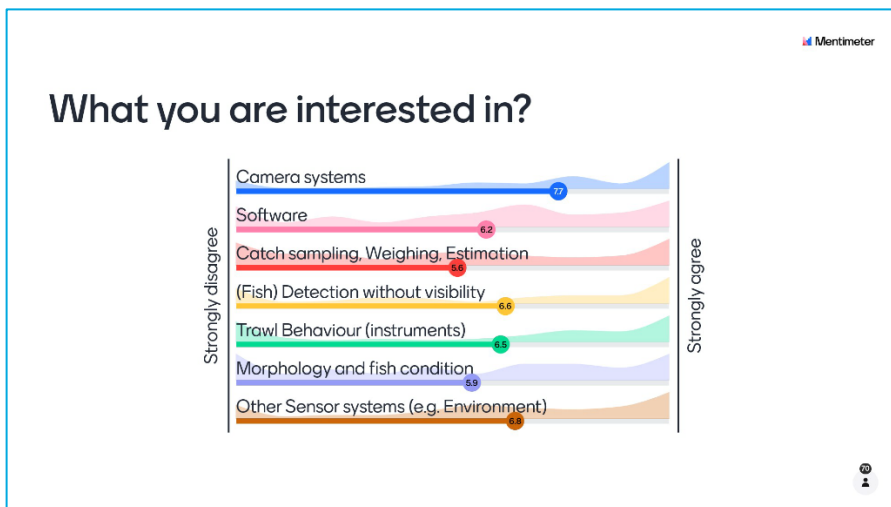 Mentimeter
What you are interested in?
Strongly disagree
Camera systems
7.7
Software
6.2
Catch sampling, Weighing, Estimation
5.6
(Fish) Detection without visibility
6.6
Trawl Behaviour (instruments)
6.5
Morphology and fish condition
5.9
Other Sensor systems (e.g. Environment)
6.8
Strongly agree
70